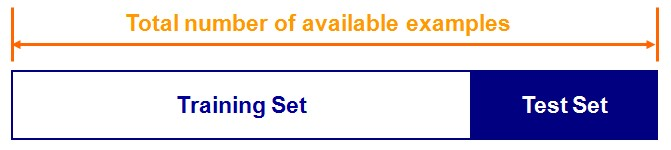 Total number of available examples
Training Set
Test Set